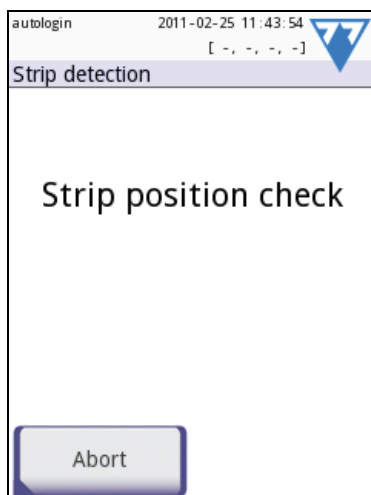 autologin 2011-02-25 11:43:54
[ -, -, -, -]
Strip detection
Strip position check
Abort